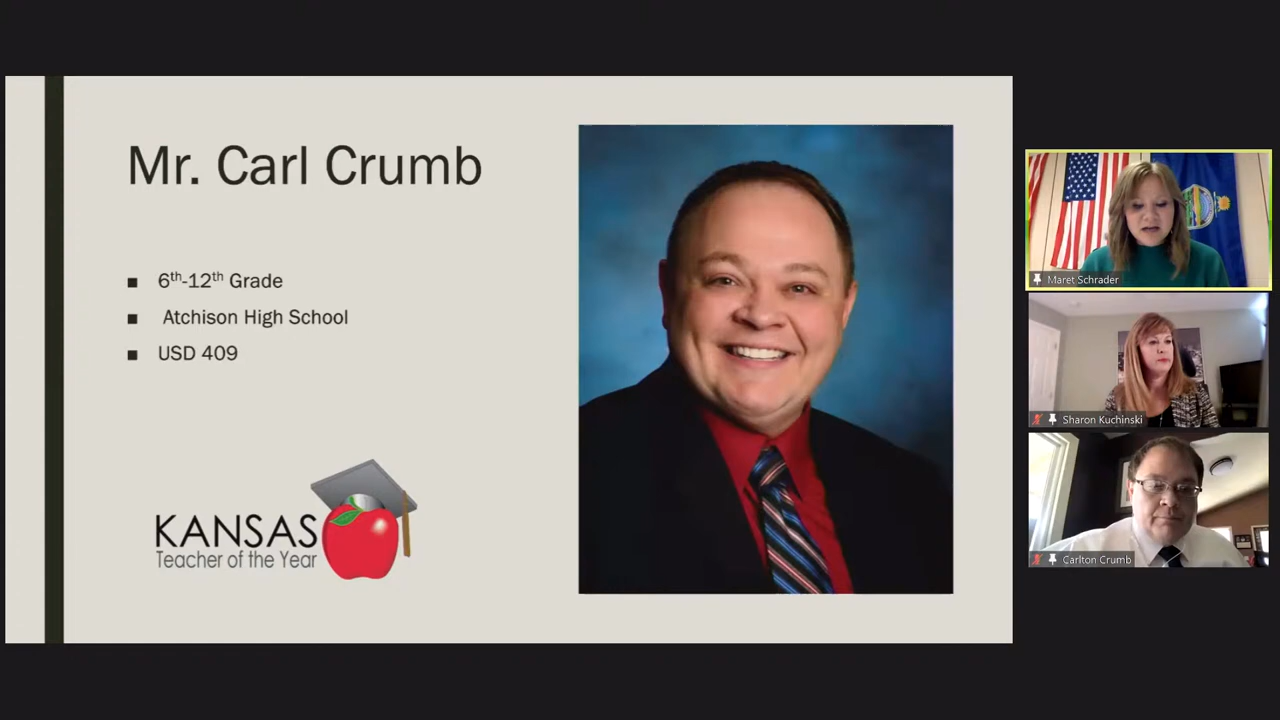 Mr. Carl Crumb
6th-12th Grade
Atchison High School
USD 409
KANSAS
Teacher of the Year
Maret Schrader
Sharon Kuchinski
Carlton Crumb